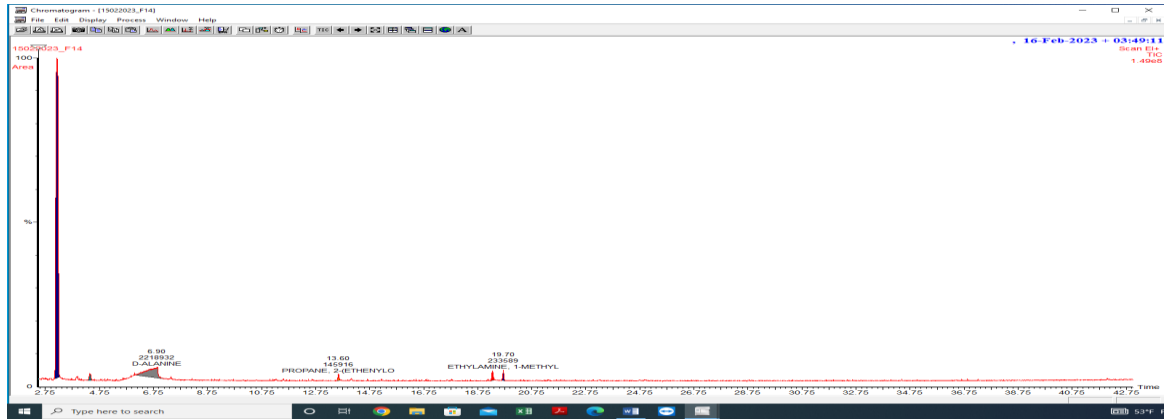 Chromatogram - [15022023_F14]
File Edit Display Process Window Help
TIC
A
, 16-Feb-2023 + 03:49:11
15022023_F14
Scan EI+
TIC
1.49e8
100
Area
%
6.90
2218932
D-ALANINE
13.60
145916
PROPANE, 2-(ETHENYLO
19.70
233589
ETHYLAMINE, 1-METHYL
0
Time
2.75 4.75 6.75 8.75 10.75 12.75 14.75 16.75 18.75 20.75 22.75 24.75 26.75 28.75 30.75 32.75 34.75 36.75 38.75 40.75 42.75
Type here to search
53°F